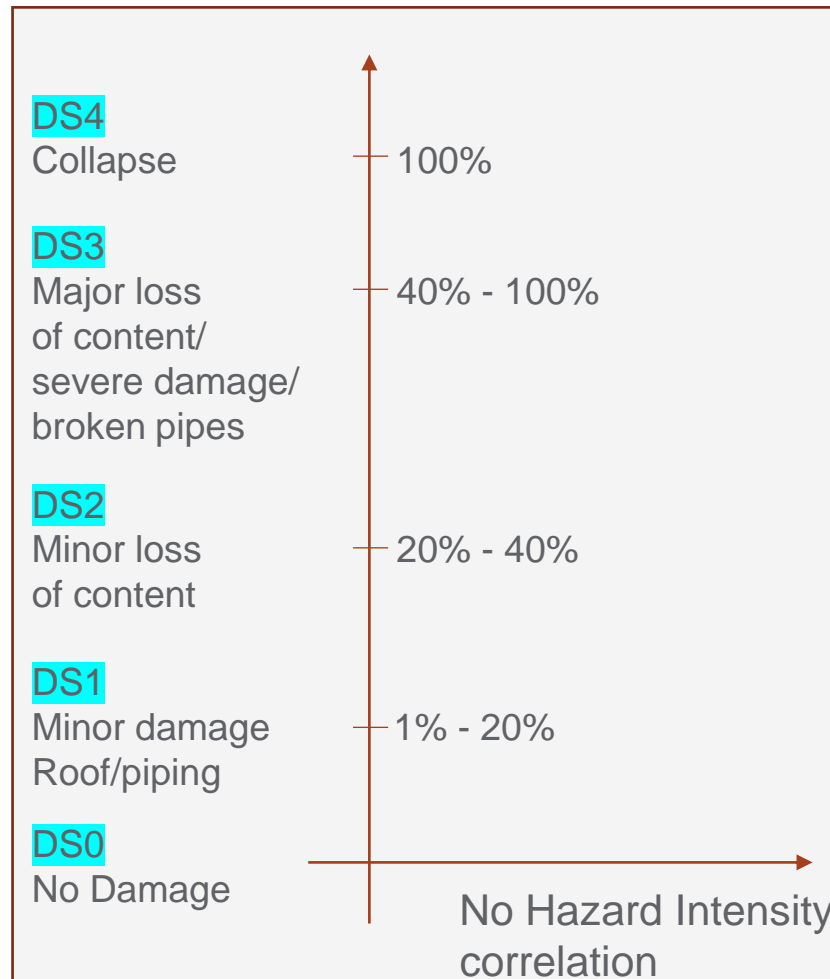 DS4
Collapse
100%
DS3
Major loss
of content/
severe damage/
broken pipes
40% - 100%
DS2
Minor loss
of content
20% - 40%
DS1
Minor damage
Roof/piping
1% - 20%
DS0
No Damage
No Hazard Intensity
correlation